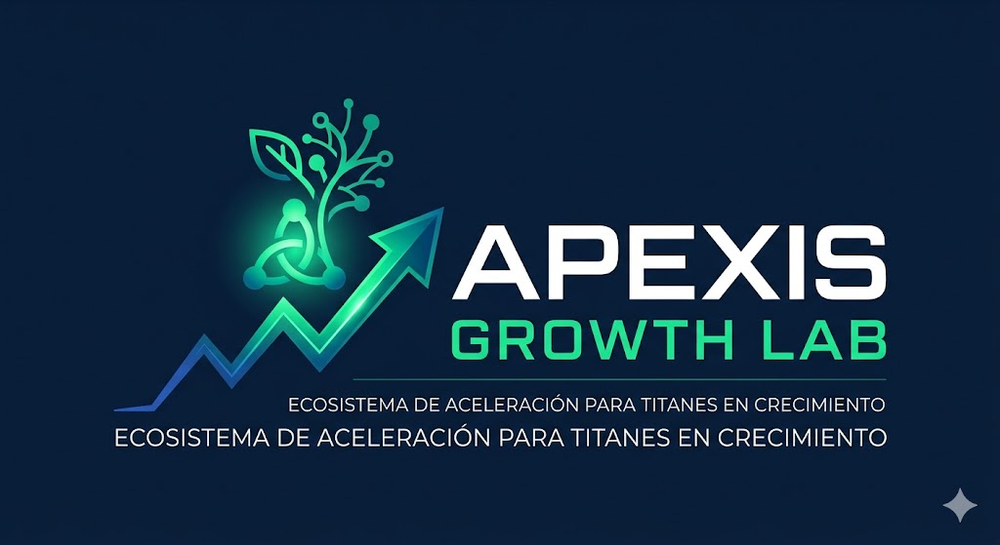 APEXIS
GROWTH LAB
ECOSISTEMA DE ACELERACIÓN PARA TITANES EN CRECIMIENTO
ECOSISTEMA DE ACELERACIÓN PARA TITANES EN CRECIMIENTO